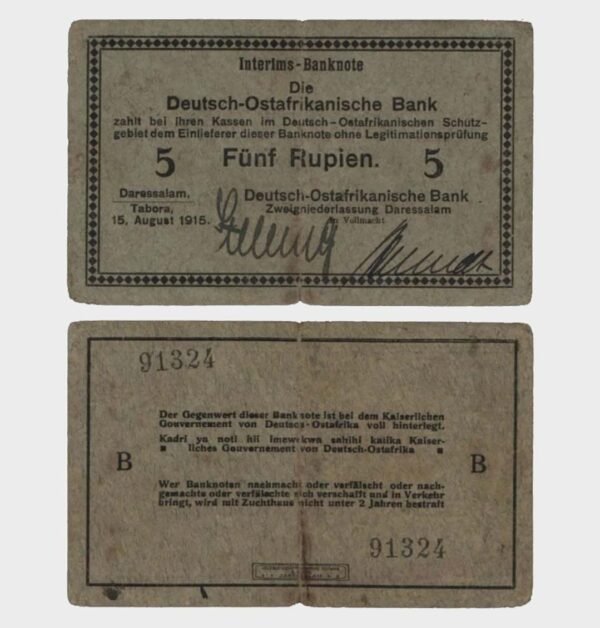 Interims-Banknote
Die
Deutsch-Ostafrikanische Bank
zahlt bei ihren Kassen im Deutsch-Ostafrikanischen Schutz-
gebiet dem Einlieferer dieser Banknote ohne Legitimationsprüfung
5 Fünf Rupien. 5
Daressalam,
Tabora,
15. August 1915.
Deutsch-Ostafrikanische Bank
Zweigniederlassung Daressalam
In Vollmacht
91324
Der Gegenwert dieser Banknote ist bei dem Kaiserlichen
Gouvernement von Deutsch-Ostafrika voll hinterlegt.
Kadri ya noti hii imewekwa sahihi katika Kaiser-
liches Gouvernement von Deutsch-Ostafrika
B B
Wer Banknoten nachmacht oder verfälscht oder nach-
gemachte oder verfälschte sich verschafft und in Verkehr
bringt, wird mit Zuchthaus nicht unter 2 Jahren bestraft
91324